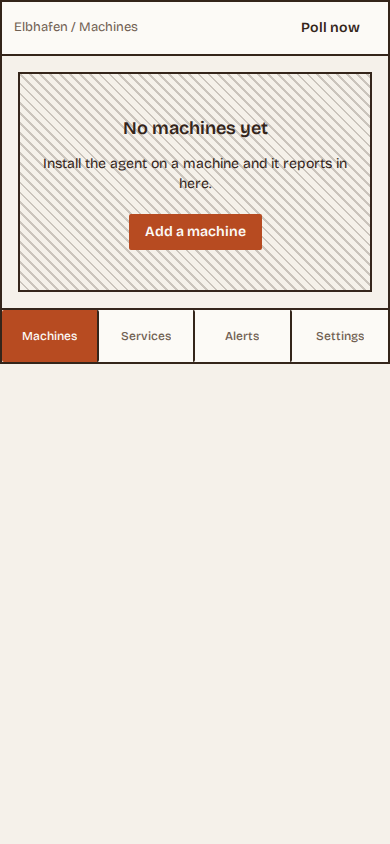 Elbhafen / Machines
Poll now
No machines yet
Install the agent on a machine and it reports in
here.
Add a machine
Machines
Services
Alerts
Settings